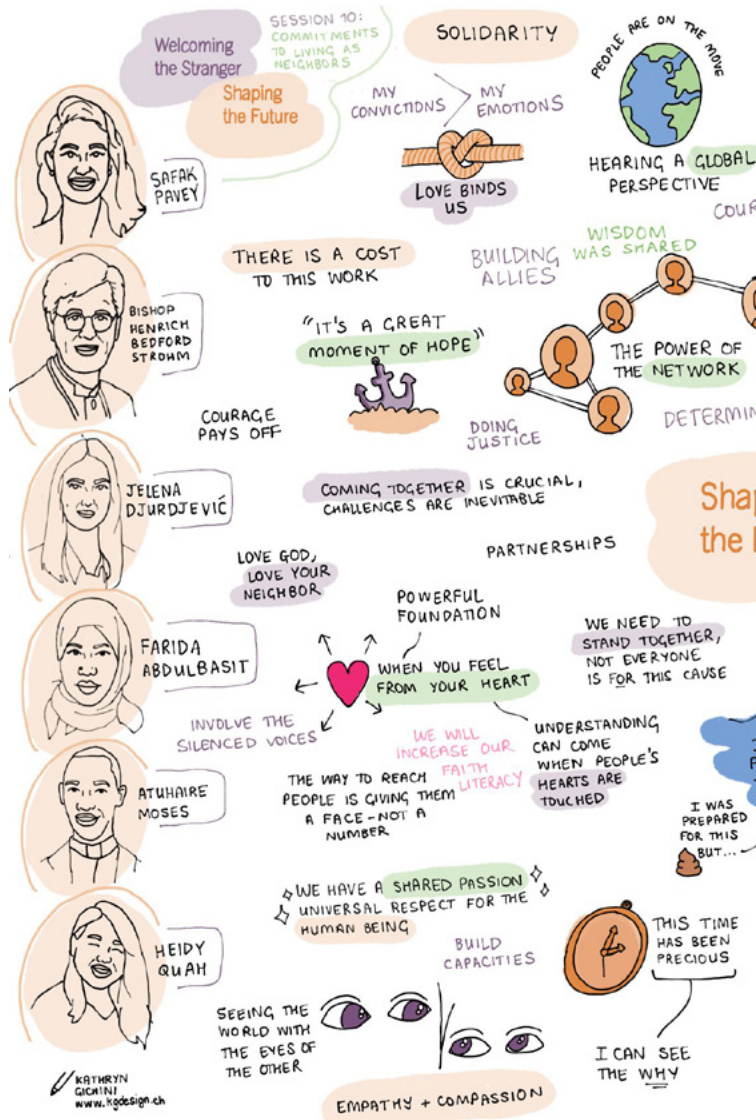 Welcoming
the Stranger
Shaping
the Future
SESSION 10:
COMMITMENTS
TO LIVING AS
NEIGHBORS
SOLIDARITY
MY
CONVICTIONS
MY
EMOTIONS
LOVE BINDS
US
PEOPLE ARE ON THE MOVE
HEARING A GLOBAL
PERSPECTIVE
SAFAK
PAVEY
THERE IS A COST
TO THIS WORK
BUILDING
ALLIES
WISDOM
WAS SHARED
COUR
BISHOP
HENRICH
BEDFORD
STROHM
"IT'S A GREAT
MOMENT OF HOPE"
THE POWER OF
THE NETWORK
COURAGE
PAYS OFF
DOING
JUSTICE
DETERMIN
JELENA
DJURDJEVIĆ
COMING TOGETHER IS CRUCIAL,
CHALLENGES ARE INEVITABLE
Shap
the
LOVE GOD,
LOVE YOUR
NEIGHBOR
PARTNERSHIPS
FARIDA
ABDULBASIT
POWERFUL
FOUNDATION
WHEN YOU FEEL
FROM YOUR HEART
WE NEED TO
STAND TOGETHER,
NOT EVERYONE
IS FOR THIS CAUSE
INVOLVE THE
SILENCED VOICES
WE WILL
INCREASE OUR
FAITH
LITERACY
UNDERSTANDING
CAN COME
WHEN PEOPLE'S
HEARTS ARE
TOUCHED
ATUHAIRE
MOSES
THE WAY TO REACH
PEOPLE IS GIVING THEM
A FACE - NOT A
NUMBER
I WAS
PREPARED
FOR THIS
BUT...
WE HAVE A SHARED PASSION
UNIVERSAL RESPECT FOR THE
HUMAN BEING
HEIDY
QUAH
BUILD
CAPACITIES
THIS TIME
HAS BEEN
PRECIOUS
SEEING THE
WORLD WITH
THE EYES OF
THE OTHER
I CAN SEE
THE WHY
EMPATHY + COMPASSION
KATHRYN
GICHINI
www.kgdesign.ch